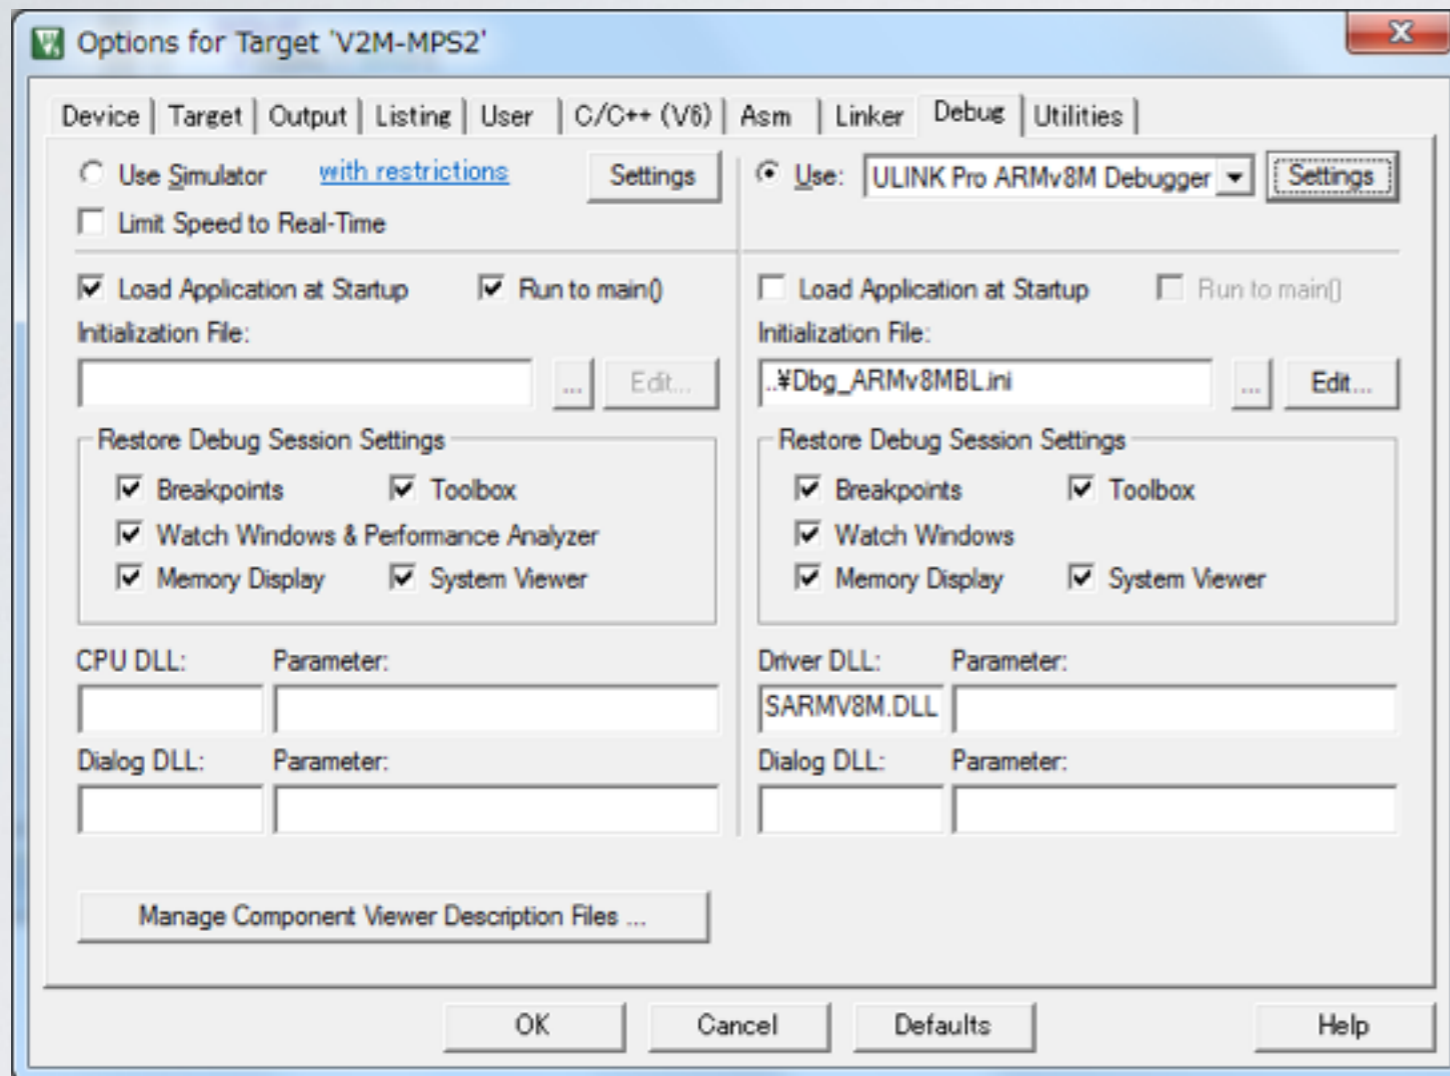 Options for Target 'V2M-MPS2'
Device Target Output Listing User C/C++ (V6) Asm Linker Debug Utilities
Use Simulator with restrictions Settings Use: ULINK Pro ARMv8M Debugger Settings
Limit Speed to Real-Time
Load Application at Startup Run to main() Load Application at Startup Run to main()
Initialization File: Initialization File:
... Edit... ..¥Dbg_ARMv8MBL.ini ... Edit...
Restore Debug Session Settings Restore Debug Session Settings
Breakpoints Toolbox Breakpoints Toolbox
Watch Windows & Performance Analyzer Watch Windows
Memory Display System Viewer Memory Display System Viewer
CPU DLL: Parameter: Driver DLL: Parameter:
SARMV8M.DLL
Dialog DLL: Parameter: Dialog DLL: Parameter:
Manage Component Viewer Description Files ...
OK Cancel Defaults Help